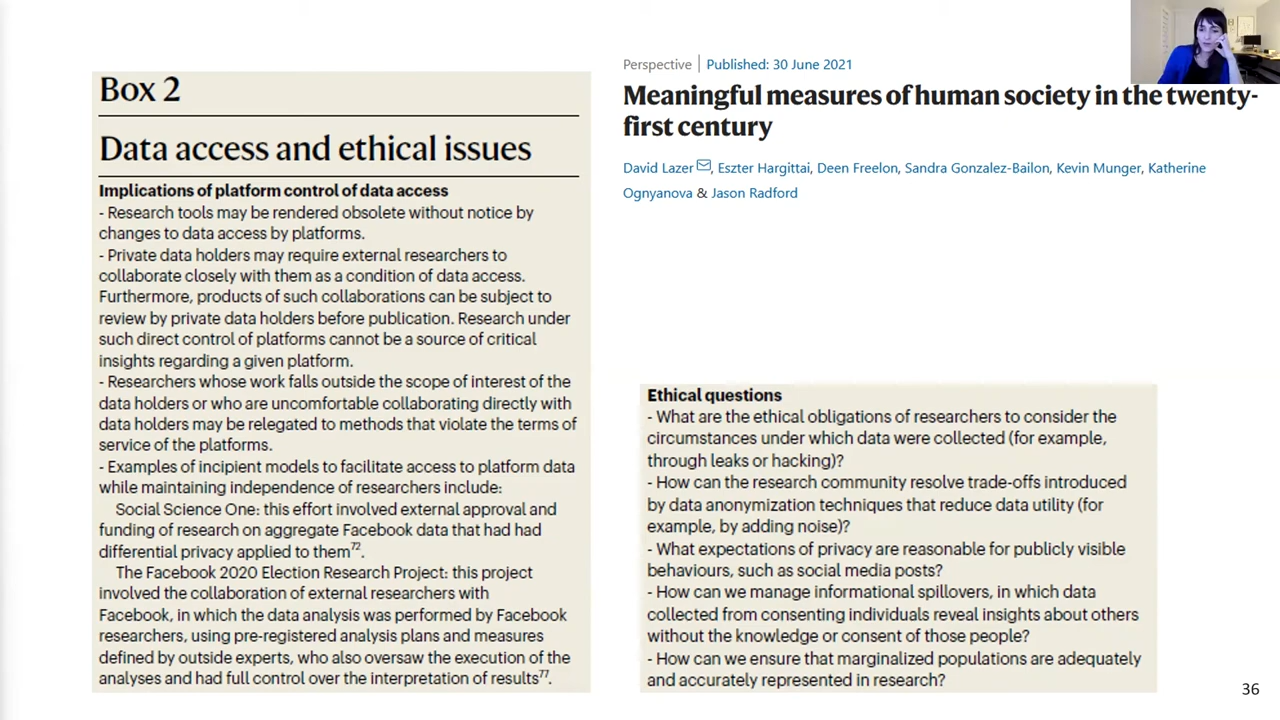 Box 2
Data access and ethical issues
Implications of platform control of data access
- Research tools may be rendered obsolete without notice by
changes to data access by platforms.
- Private data holders may require external researchers to
collaborate closely with them as a condition of data access.
Furthermore, products of such collaborations can be subject to
review by private data holders before publication. Research under
such direct control of platforms cannot be a source of critical
insights regarding a given platform.
- Researchers whose work falls outside the scope of interest of the
data holders or who are uncomfortable collaborating directly with
data holders may be relegated to methods that violate the terms of
service of the platforms.
- Examples of incipient models to facilitate access to platform data
while maintaining independence of researchers include:
Social Science One: this effort involved external approval and
funding of research on aggregate Facebook data that had had
differential privacy applied to them72.
The Facebook 2020 Election Research Project: this project
involved the collaboration of external researchers with
Facebook, in which the data analysis was performed by Facebook
researchers, using pre-registered analysis plans and measures
defined by outside experts, who also oversaw the execution of the
analyses and had full control over the interpretation of results77.
Perspective | Published: 30 June 2021
Meaningful measures of human society in the twenty-
first century
David Lazer, Eszter Hargittai, Deen Freelon, Sandra Gonzalez-Bailon, Kevin Munger, Katherine
Ognyanova & Jason Radford
Ethical questions
- What are the ethical obligations of researchers to consider the
circumstances under which data were collected (for example,
through leaks or hacking)?
- How can the research community resolve trade-offs introduced
by data anonymization techniques that reduce data utility (for
example, by adding noise)?
- What expectations of privacy are reasonable for publicly visible
behaviours, such as social media posts?
- How can we manage informational spillovers, in which data
collected from consenting individuals reveal insights about others
without the knowledge or consent of those people?
- How can we ensure that marginalized populations are adequately
and accurately represented in research?
36